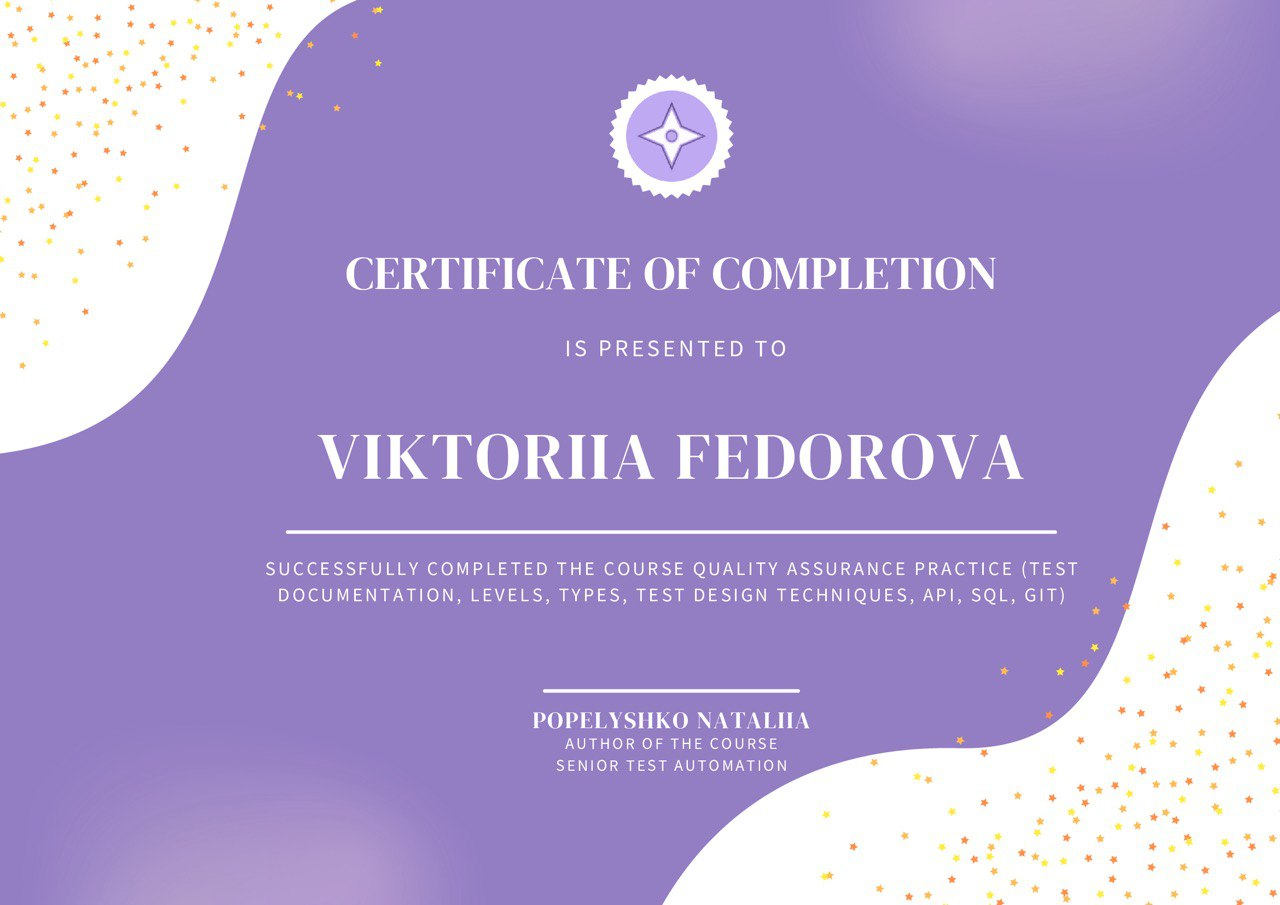 CERTIFICATE OF COMPLETION
IS PRESENTED TO
VIKTORIIA FEDOROVA
SUCCESSFULLY COMPLETED THE COURSE QUALITY ASSURANCE PRACTICE (TEST
DOCUMENTATION, LEVELS, TYPES, TEST DESIGN TECHNIQUES, API, SQL, GIT)
POPELYSHKO NATALIIA
AUTHOR OF THE COURSE
SENIOR TEST AUTOMATION